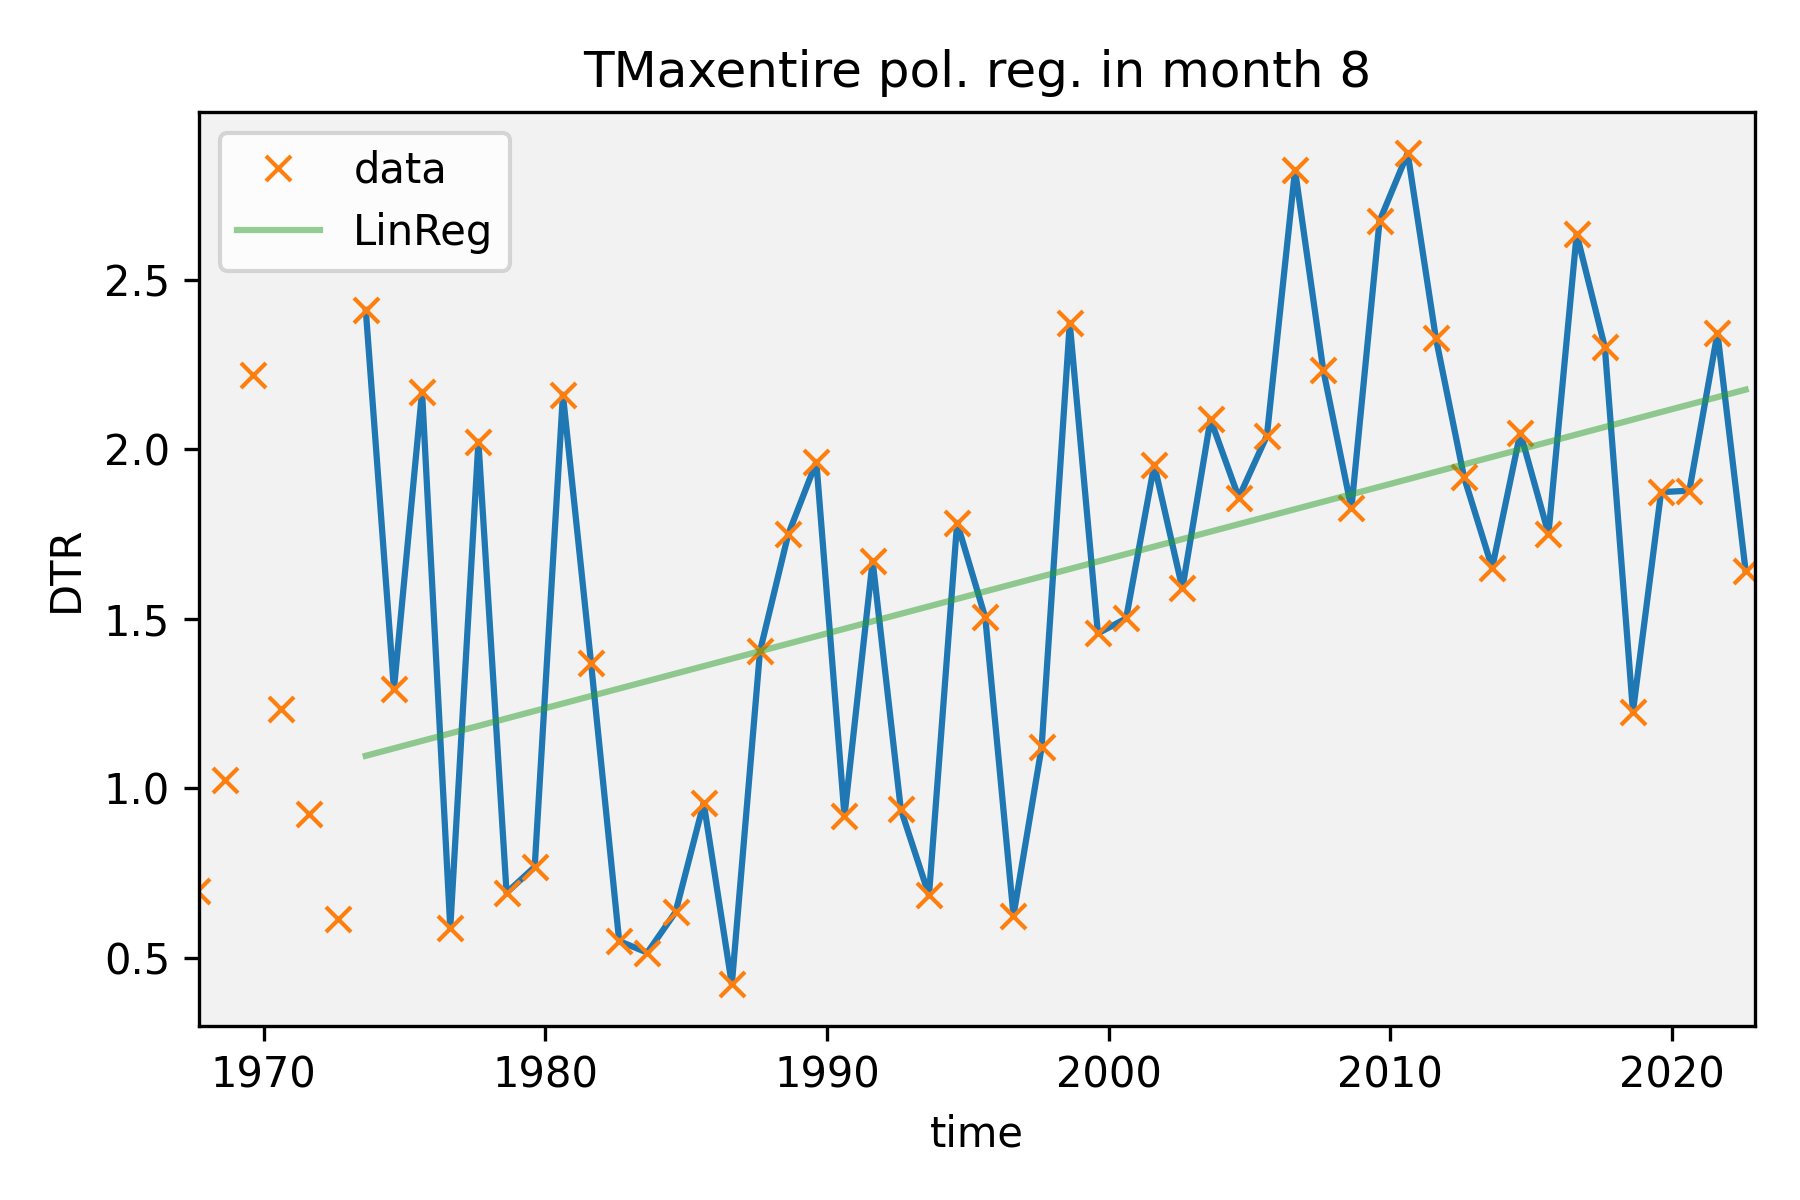 TMaxentire pol. reg. in month 8
data
LinReg
DTR
2.5
2.0
1.5
1.0
0.5
1970 1980 1990 2000 2010 2020
time